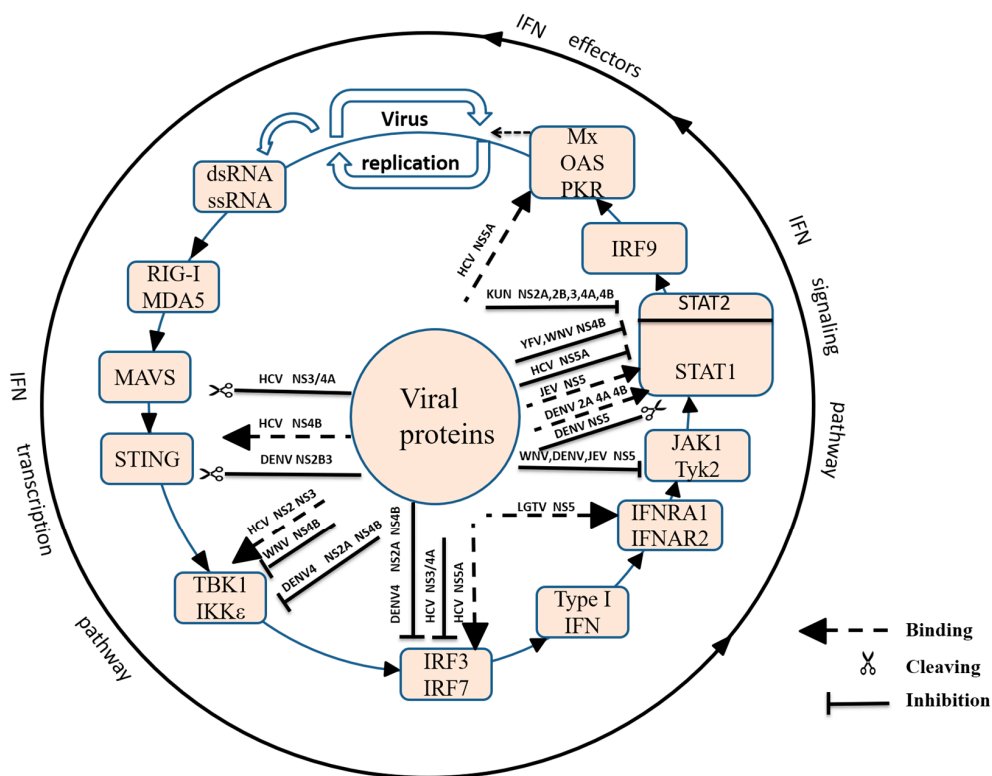 IFN effectors
Virus
replication
Mx
OAS
PKR
dsRNA
ssRNA
IRF9
IFN signaling pathway
RIG-I
MDA5
HCV NS5A
KUN NS2A,2B,3,4A,4B
STAT2
STAT1
YFV,WNV NS4B
HCV NS5A
JEV NS5
DENV 2A 4A 4B
DENV NS5
MAVS
HCV NS3/4A
Viral
proteins
HCV NS4B
STING
DENV NS2B3
WNV,DENV,JEV NS5
JAK1
Tyk2
IFN transcription pathway
HCV NS2 NS3
WNV NS4B
DENV4 NS2A NS4B
DENV4 NS2A NS4B
HCV NS3/4A
HCV NS5A
LGTV NS5
IFNRA1
IFNAR2
TBK1
IKKε
Type I
IFN
IRF3
IRF7
Binding
Cleaving
Inhibition